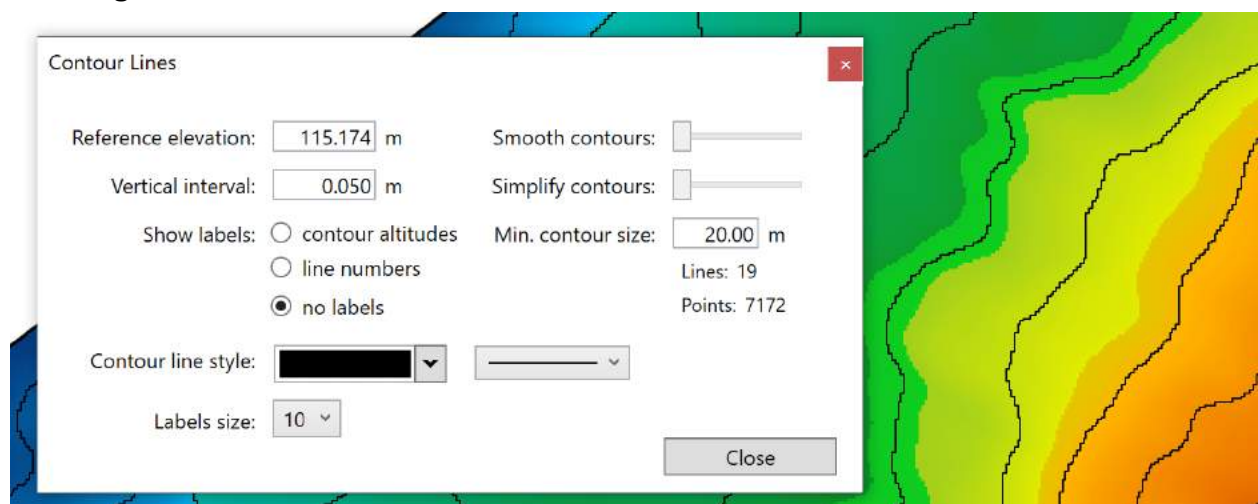 Contour Lines
Reference elevation: 115.174 m Smooth contours:
Vertical interval: 0.050 m Simplify contours:
Show labels: contour altitudes Min. contour size: 20.00 m
line numbers Lines: 19
no labels Points: 7172
Contour line style:
Labels size: 10
Close